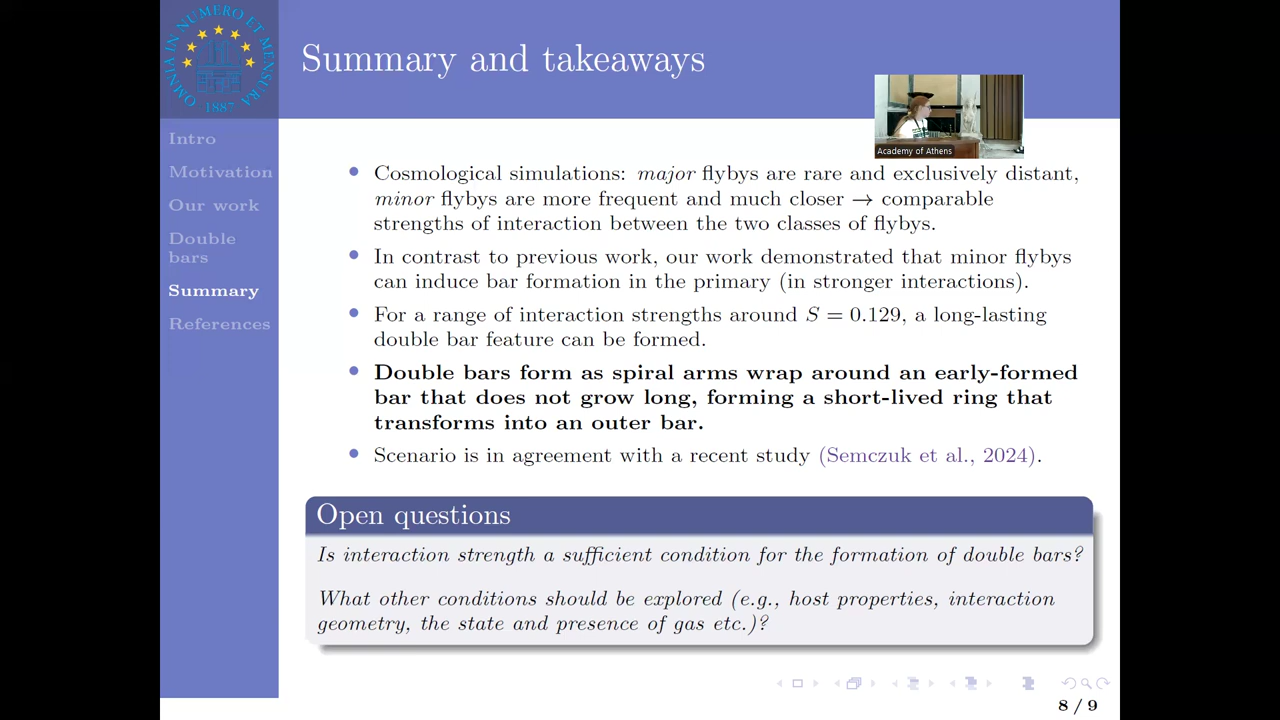 OMNIA IN NUMERO ET MENSURA
1887
Summary and takeaways
Academy of Athens
Intro
Motivation
Our work
Double
bars
Summary
References
• Cosmological simulations: major flybys are rare and exclusively distant,
minor flybys are more frequent and much closer → comparable
strengths of interaction between the two classes of flybys.
• In contrast to previous work, our work demonstrated that minor flybys
can induce bar formation in the primary (in stronger interactions).
• For a range of interaction strengths around S = 0.129, a long-lasting
double bar feature can be formed.
• Double bars form as spiral arms wrap around an early-formed
bar that does not grow long, forming a short-lived ring that
transforms into an outer bar.
• Scenario is in agreement with a recent study (Semczuk et al., 2024).
Open questions
Is interaction strength a sufficient condition for the formation of double bars?
What other conditions should be explored (e.g., host properties, interaction
geometry, the state and presence of gas etc.)?
8 / 9